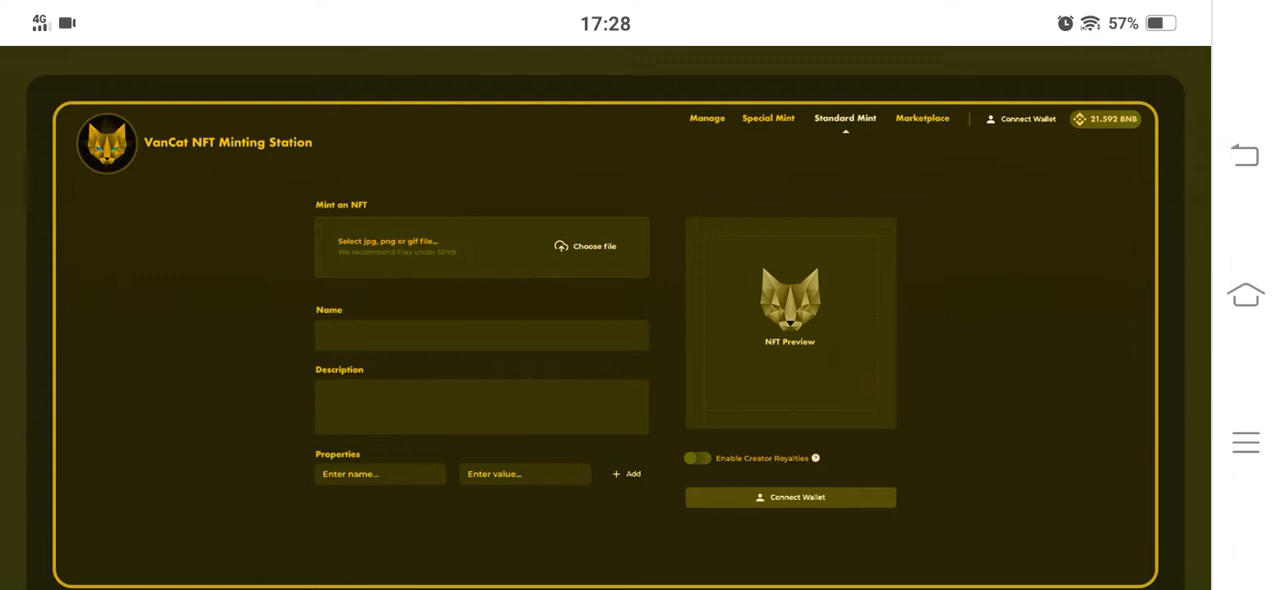 4G 17:28 57%
Manage Special Mint Standard Mint Marketplace Connect Wallet 21.592 BNB
VanCat NFT Minting Station
Mint an NFT
Select jpg, png or gif file...
We recommend files under 10mb
Choose file
NFT Preview
Name
Description
Properties
Enter name... Enter value... + Add
Enable Creator Royalties ?
Connect Wallet